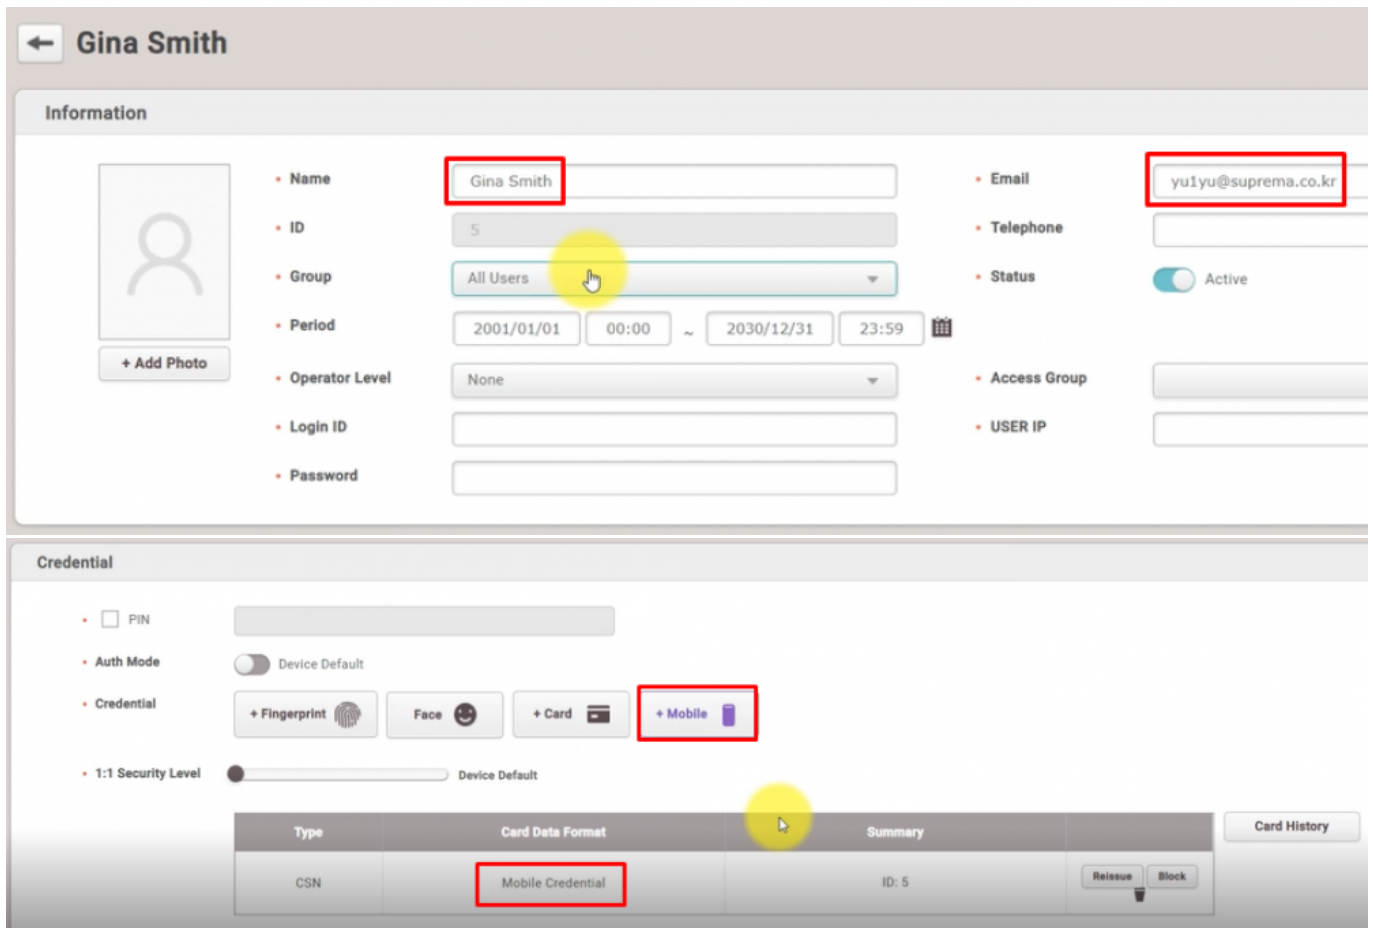 Gina Smith
Information
Name
Gina Smith
Email
yu1yu@suprema.co.kr
ID
5
Telephone
Group
All Users
Status
Active
Period
2001/01/01
00:00
~
2030/12/31
23:59
+ Add Photo
Operator Level
None
Access Group
Login ID
USER IP
Password
Credential
PIN
Auth Mode
Device Default
Credential
+ Fingerprint
Face
+ Card
+ Mobile
1:1 Security Level
Device Default
Type
Card Data Format
Summary
Card History
CSN
Mobile Credential
ID: 5
Reissue
Block